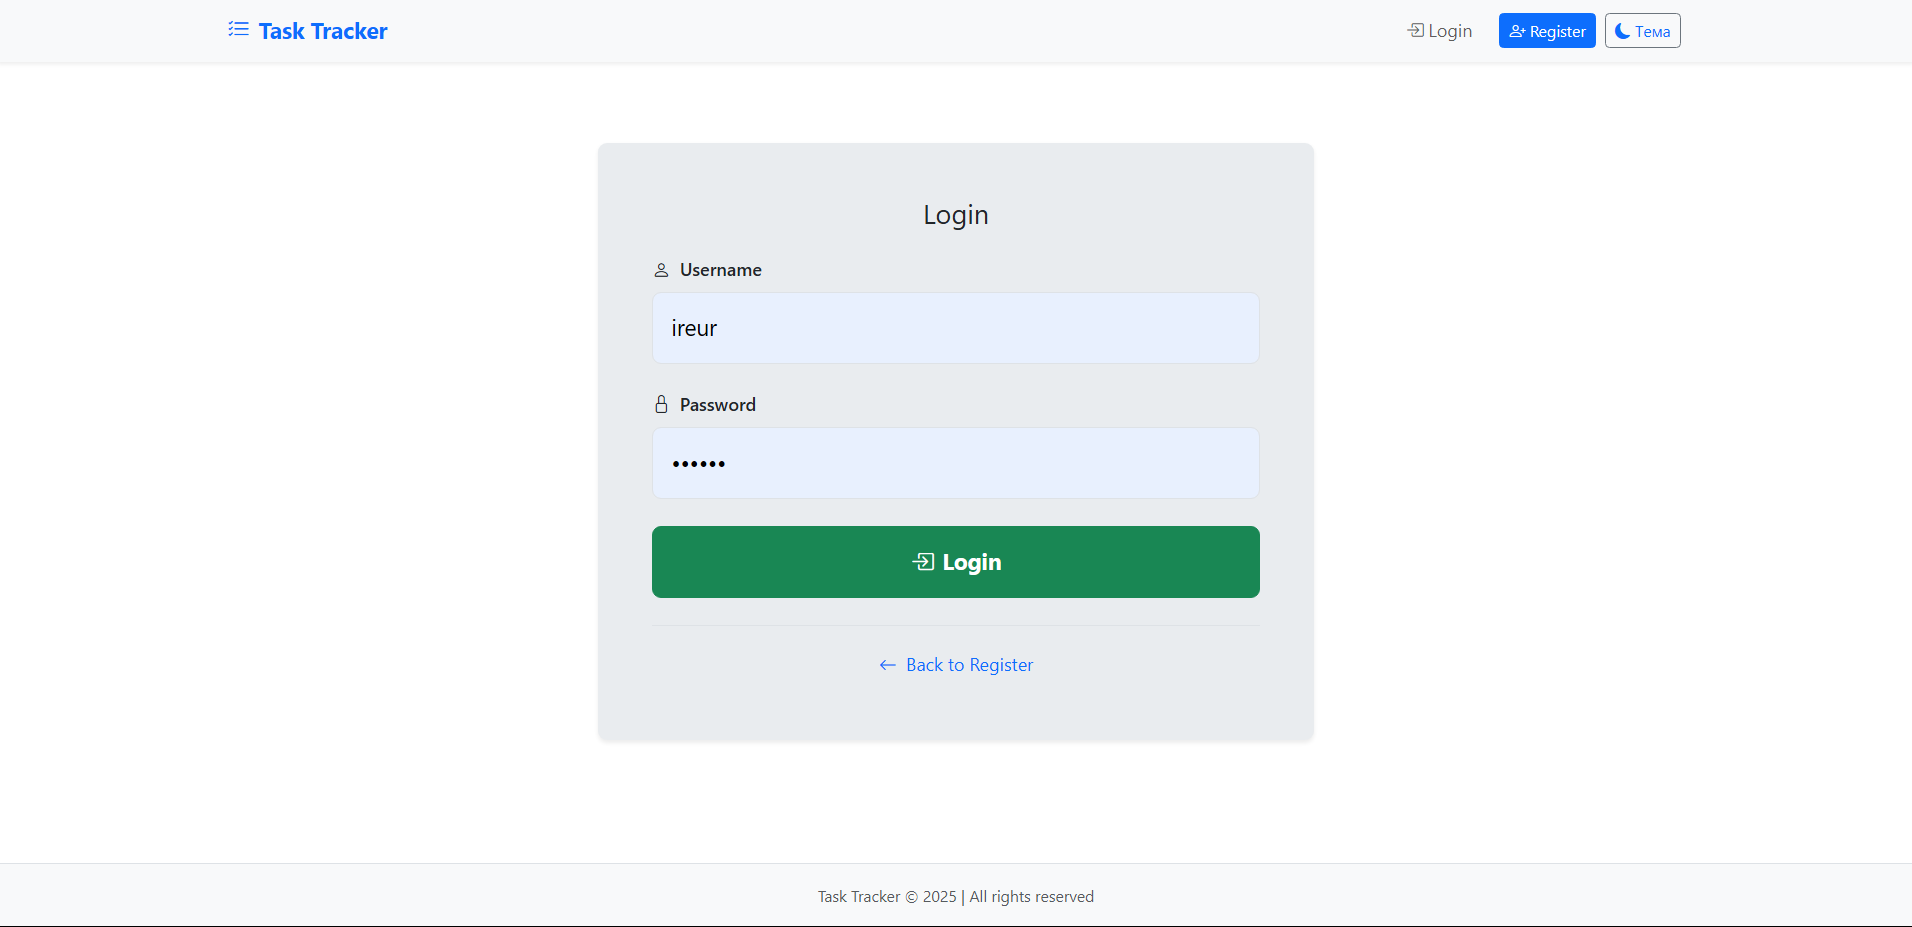 Task Tracker
Login
Register
Тема
Login
Username
ireur
Password
••••••
Login
Back to Register
Task Tracker © 2025 | All rights reserved